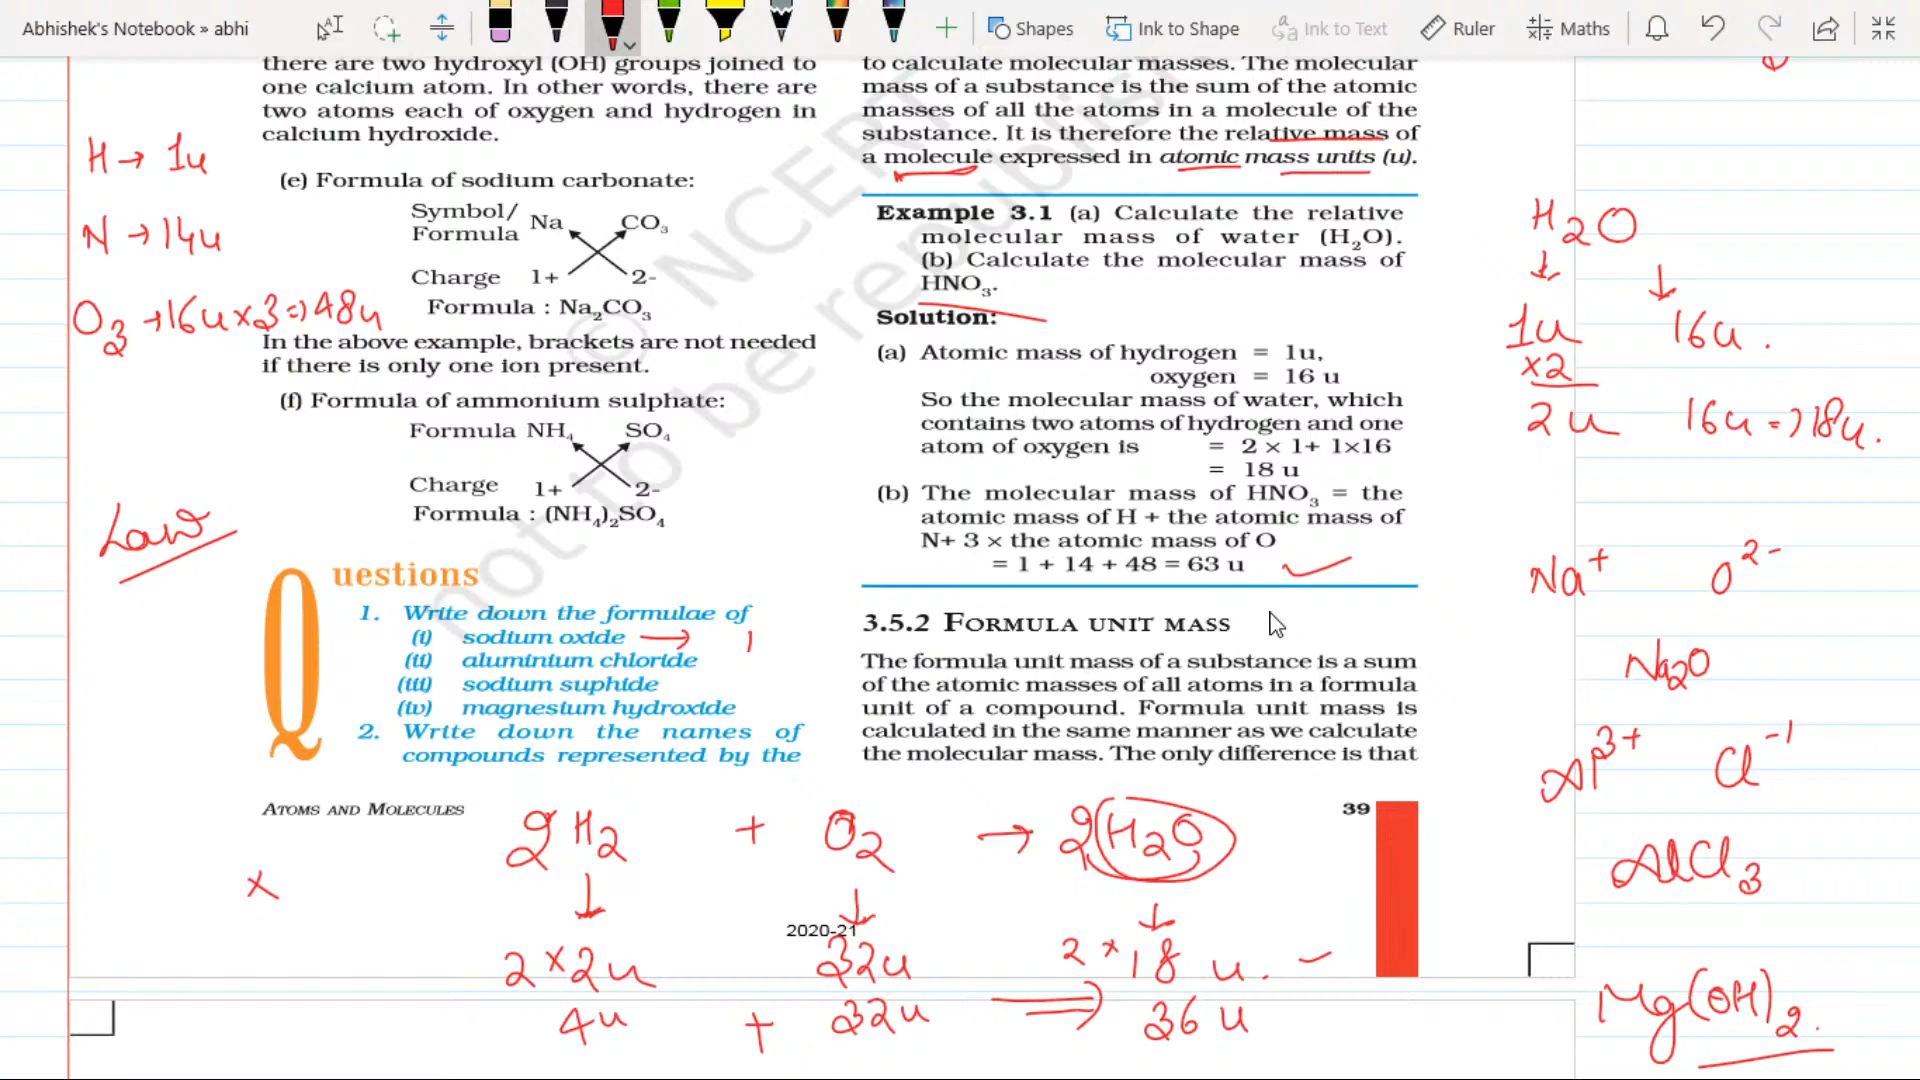 Abhishek's Notebook » abhi
Shapes
Ink to Shape
Ink to Text
Ruler
Maths
there are two hydroxyl (OH) groups joined to
one calcium atom. In other words, there are
two atoms each of oxygen and hydrogen in
calcium hydroxide.
(e) Formula of sodium carbonate:
Symbol/
Formula Na CO₃
Charge 1+ 2-
Formula : Na₂CO₃
In the above example, brackets are not needed
if there is only one ion present.
(f) Formula of ammonium sulphate:
Formula NH₄ SO₄
Charge 1+ 2-
Formula : (NH₄)₂SO₄
Questions
1. Write down the formulae of
(i) sodium oxide → 1
(ii) aluminium chloride
(iii) sodium suphide
(iv) magnesium hydroxide
2. Write down the names of
compounds represented by the
ATOMS AND MOLECULES
to calculate molecular masses. The molecular
mass of a substance is the sum of the atomic
masses of all the atoms in a molecule of the
substance. It is therefore the relative mass of
a molecule expressed in atomic mass units (u).
Example 3.1 (a) Calculate the relative
molecular mass of water (H₂O).
(b) Calculate the molecular mass of
HNO₃.
Solution:
(a) Atomic mass of hydrogen = 1u,
oxygen = 16 u
So the molecular mass of water, which
contains two atoms of hydrogen and one
atom of oxygen is = 2 × 1+ 1×16
= 18 u
(b) The molecular mass of HNO₃ = the
atomic mass of H + the atomic mass of
N+ 3 × the atomic mass of O
= 1 + 14 + 48 = 63 u
3.5.2 FORMULA UNIT MASS
The formula unit mass of a substance is a sum
of the atomic masses of all atoms in a formula
unit of a compound. Formula unit mass is
calculated in the same manner as we calculate
the molecular mass. The only difference is that
39
2020-21
© NCERT
not to be republis
H → 1u
N → 14u
O₃ → 16u×3 => 48u
Law
H₂O
1u 16u.
×2
2u 16u => 18u.
Na⁺ O²⁻
Na₂O
Al³⁺ Cl⁻¹
AlCl₃
Mg(OH)₂.
2H₂ + O₂ → 2(H₂O)
×
2×2u 32u 2×18 u.
4u + 32u ⇒ 36 u